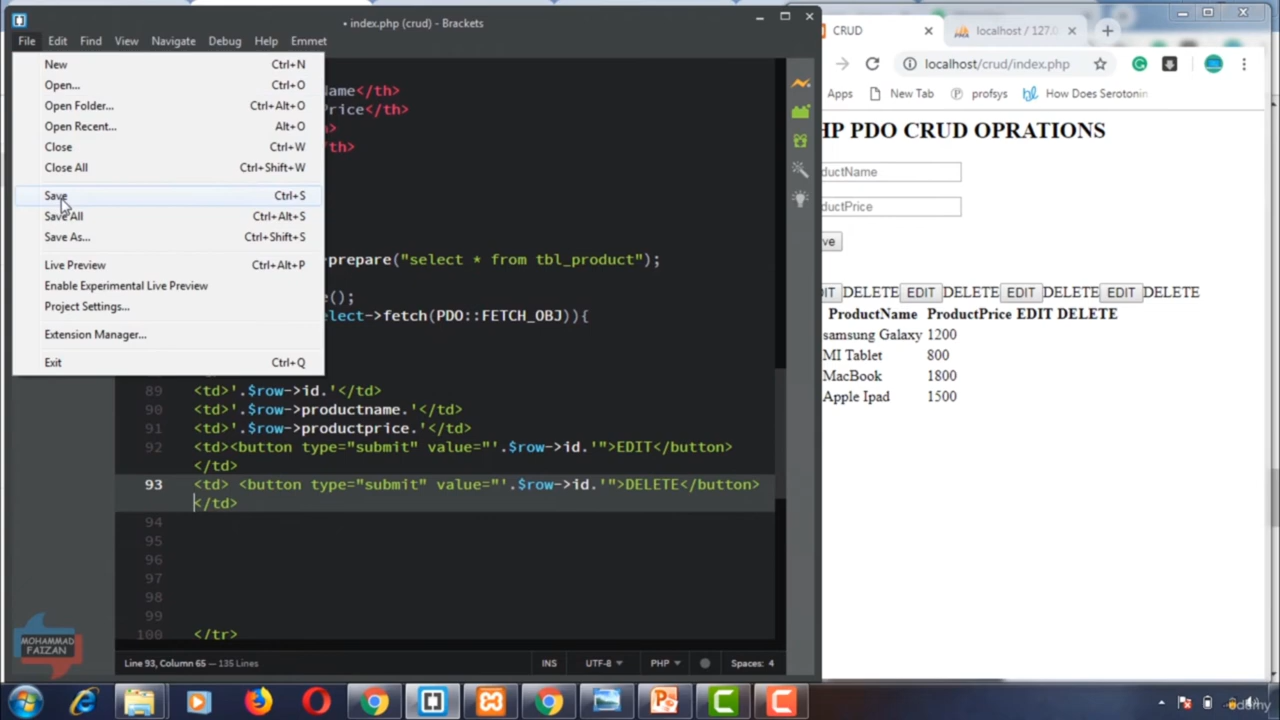 • index.php (crud) - Brackets
File Edit Find View Navigate Debug Help Emmet
New Ctrl+N
Open... Ctrl+O
Open Folder... Ctrl+Alt+O
Open Recent... Alt+O
Close Ctrl+W
Close All Ctrl+Shift+W
Save Ctrl+S
Save All Ctrl+Alt+S
Save As... Ctrl+Shift+S
Live Preview Ctrl+Alt+P
Enable Experimental Live Preview
Project Settings...
Extension Manager...
Exit Ctrl+Q
ame</th>
Price</th>
>
/th>
prepare("select * from tbl_product");
e();
elect->fetch(PDO::FETCH_OBJ)){
89 <td>'.$row->id.'</td>
90 <td>'.$row->productname.'</td>
91 <td>'.$row->productprice.'</td>
92 <td><button type="submit" value="'.$row->id.'">EDIT</button>
</td>
93 <td> <button type="submit" value="'.$row->id.'">DELETE</button>
</td>
94
95
96
97
98
99
100 </tr>
Line 93, Column 65 — 135 Lines INS UTF-8 PHP Spaces: 4
MOHAMMAD
FAIZAN
CRUD localhost / 127.0
localhost/crud/index.php
Apps New Tab profsys How Does Serotonin
HP PDO CRUD OPRATIONS
ductName
ductPrice
ve
IT DELETE EDIT DELETE EDIT DELETE EDIT DELETE
ProductName ProductPrice EDIT DELETE
samsung Galaxy 1200
MI Tablet 800
MacBook 1800
Apple Ipad 1500
ûdemy